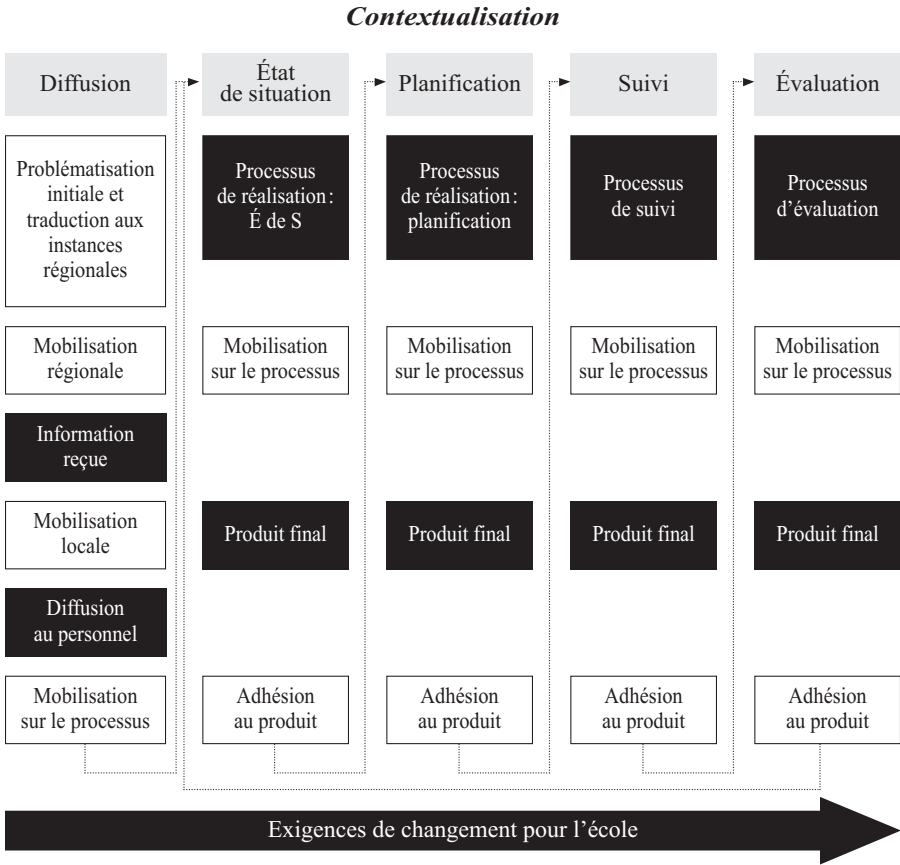 Contextualisation
Diffusion
État
de situation
Planification
Suivi
Évaluation
Problématisation
initiale et
traduction aux
instances
régionales
Processus
de réalisation :
É de S
Processus
de réalisation :
planification
Processus
de suivi
Processus
d’évaluation
Mobilisation
régionale
Mobilisation
sur le processus
Mobilisation
sur le processus
Mobilisation
sur le processus
Mobilisation
sur le processus
Information
reçue
Mobilisation
locale
Produit final
Produit final
Produit final
Produit final
Diffusion
au personnel
Mobilisation
sur le processus
Adhésion
au produit
Adhésion
au produit
Adhésion
au produit
Adhésion
au produit
Exigences de changement pour l’école